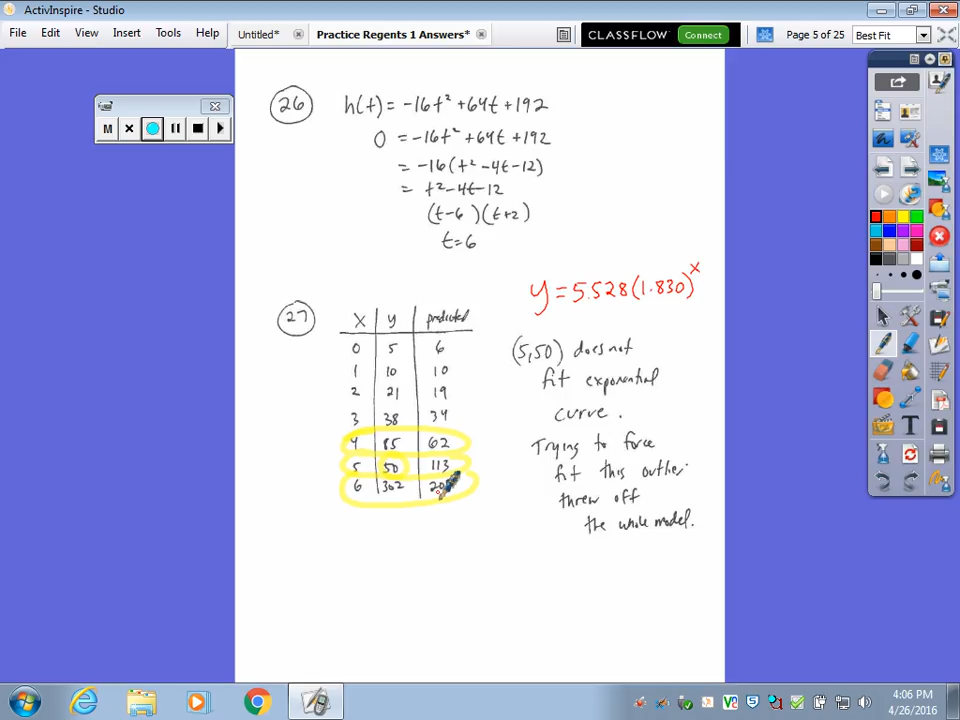 ActivInspire - Studio
File Edit View Insert Tools Help
Untitled*
Practice Regents 1 Answers*
CLASSFLOW Connect
Page 5 of 25
Best Fit
M
26
h(t) = -16t² + 64t + 192
0 = -16t² + 64t + 192
= -16(t² - 4t - 12)
= t² - 4t - 12
(t-6)(t+2)
t = 6
y = 5.528(1.830)^x
27
x y predicted
0 5 6
1 10 10
2 21 19
3 38 34
4 85 62
5 50 113
6 302
(5,50) does not
fit exponential
curve.
Trying to force
fit this outlier
threw off
the whole model.
4:06 PM
4/26/2016